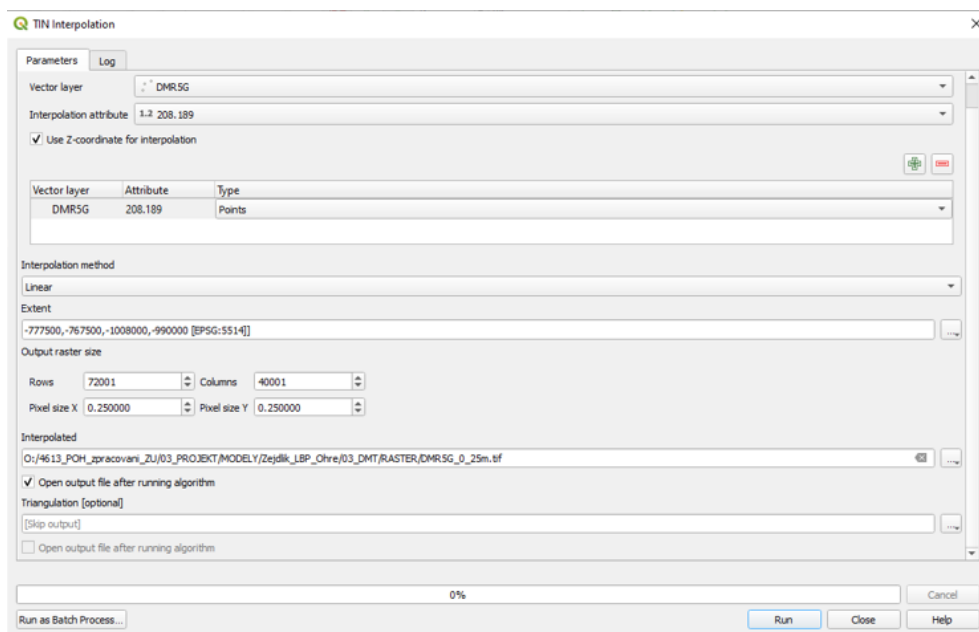 TIN Interpolation
Parameters Log
Vector layer DMR5G
Interpolation attribute 1.2 208.189
Use Z-coordinate for interpolation
Vector layer Attribute Type
DMR5G 208.189 Points
Interpolation method
Linear
Extent
-777500,-767500,-1008000,-990000 [EPSG:5514]]
Output raster size
Rows 72001 Columns 40001
Pixel size X 0.250000 Pixel size Y 0.250000
Interpolated
O:/4613_POH_zpracovani_ZU/03_PROJEKT/MODELY/Zejdlik_LBP_Ohre/03_DMT/RASTER/DMR5G_0_25m.tif
Open output file after running algorithm
Triangulation [optional]
[Skip output]
Open output file after running algorithm
0% Cancel
Run as Batch Process... Run Close Help